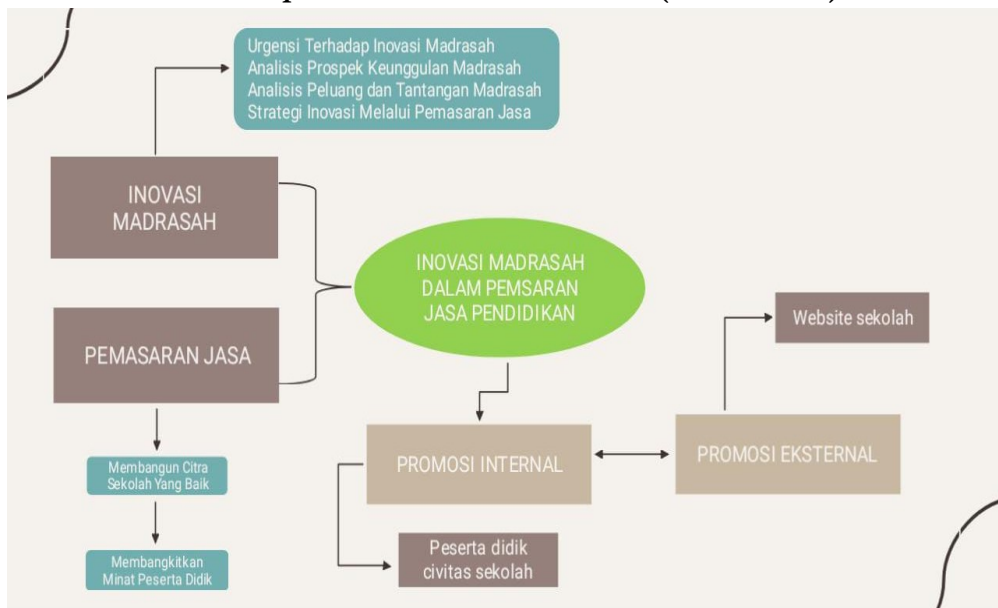 Urgensi Terhadap Inovasi Madrasah
Analisis Prospek Keunggulan Madrasah
Analisis Peluang dan Tantangan Madrasah
Strategi Inovasi Melalui Pemasaran Jasa
INOVASI
MADRASAH
INOVASI MADRASAH
DALAM PEMSARAN
JASA PENDIDIKAN
Website sekolah
PEMASARAN JASA
PROMOSI INTERNAL
PROMOSI EKSTERNAL
Membangun Citra
Sekolah Yang Baik
Peserta didik
civitas sekolah
Membangkitkan
Minat Peserta Didik